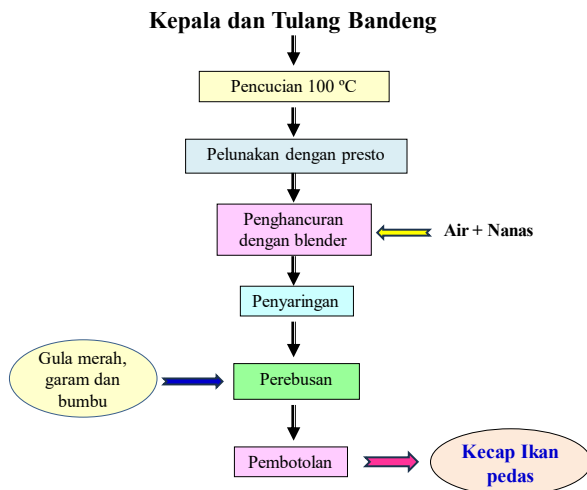 Kepala dan Tulang Bandeng
Pencucian 100 ºC
Pelunakan dengan presto
Penghancuran
dengan blender
Air + Nanas
Penyaringan
Gula merah,
garam dan
bumbu
Perebusan
Pembotolan
Kecap Ikan
pedas